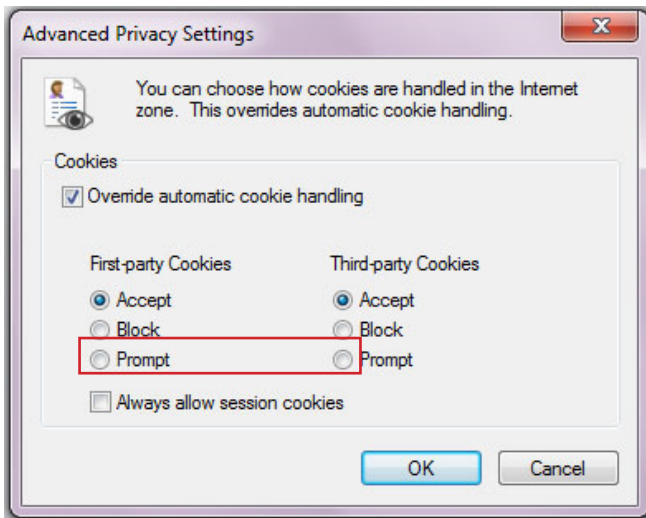 Advanced Privacy Settings
You can choose how cookies are handled in the Internet
zone. This overrides automatic cookie handling.
Cookies
Override automatic cookie handling
First-party Cookies Third-party Cookies
Accept Accept
Block Block
Prompt Prompt
Always allow session cookies
OK Cancel